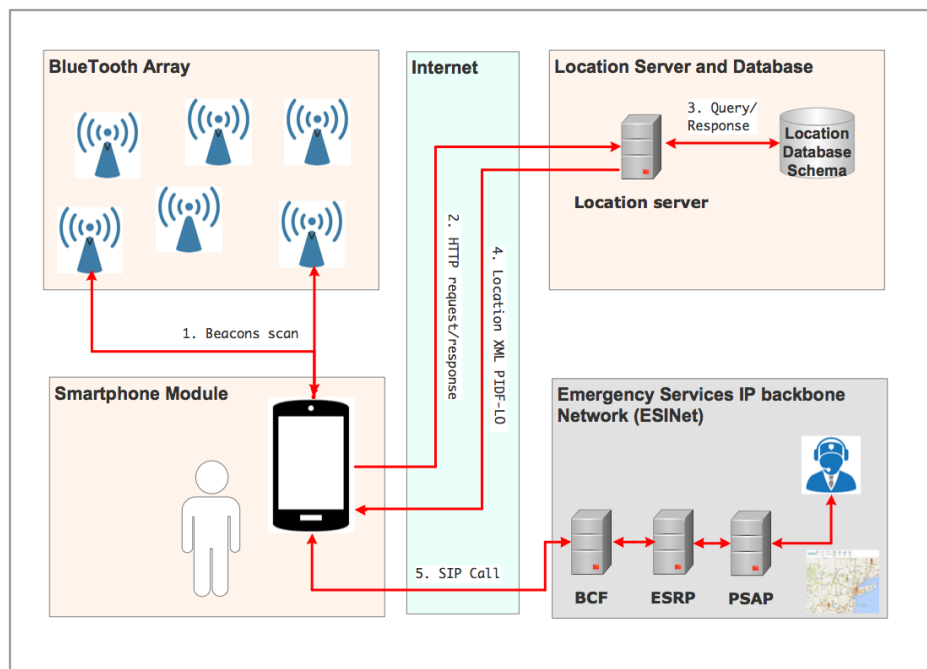 BlueTooth Array
Internet
Location Server and Database
3. Query/
Response
Location
Database
Schema
Location server
2. HTTP request/response
4. Location XML PIDF-LO
1. Beacons scan
Smartphone Module
Emergency Services IP backbone
Network (ESINet)
5. SIP Call
BCF
ESRP
PSAP